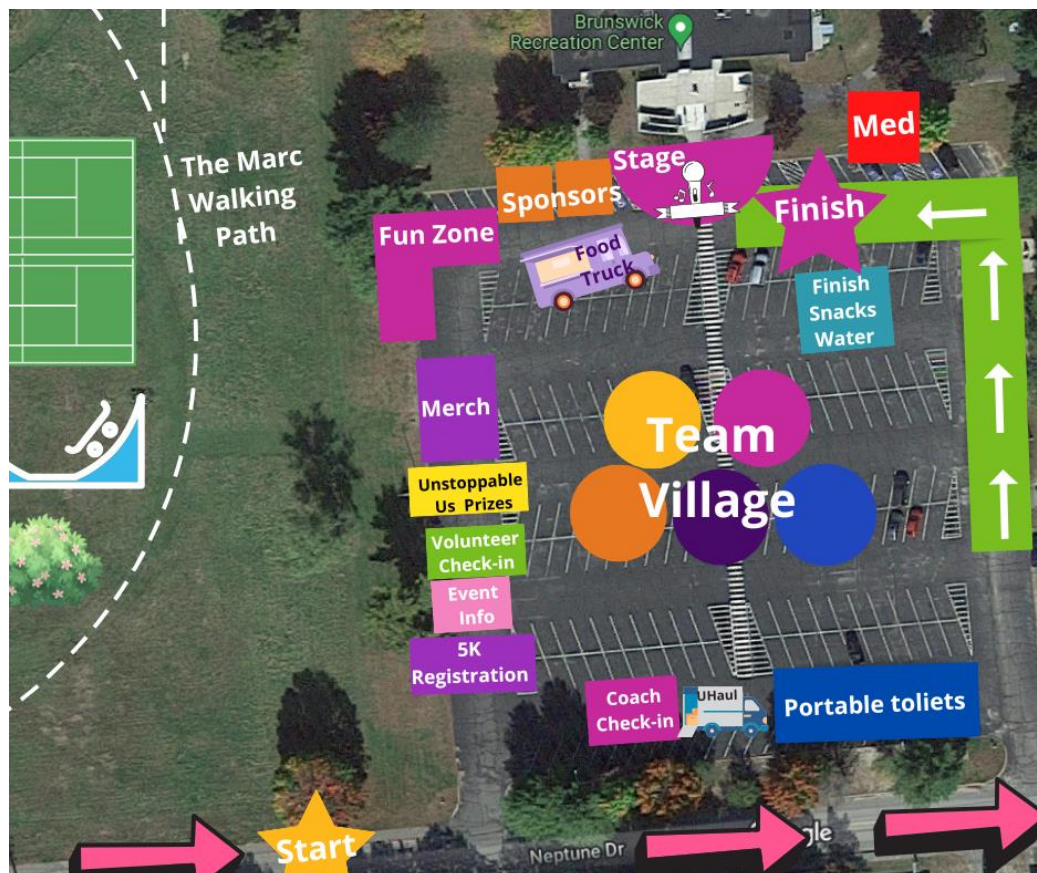 Brunswick
Recreation Center
Med
Stage
The Marc
Walking
Path
Sponsors
Finish
Fun Zone
Food
Truck
Finish
Snacks
Water
Merch
Team
Village
Unstoppable
Us Prizes
Volunteer
Check-in
Event
Info
5K
Registration
Coach
Check-in
UHaul
Portable toliets
Start
Neptune Dr
gle